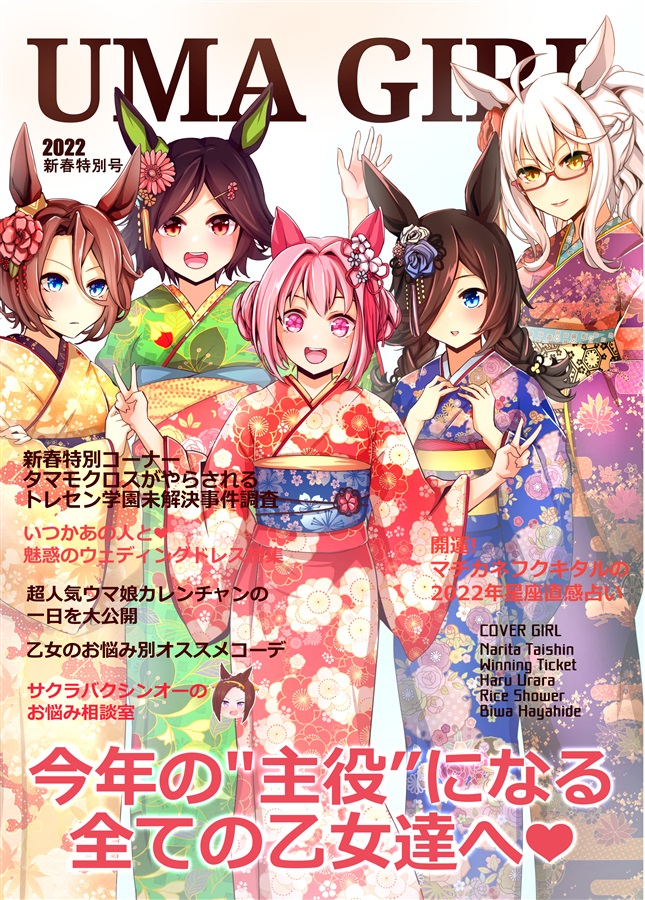 UMA GIRL
2022
新春特別号
新春特別コーナー
タマモクロスがやらされる
トレセン学園未解決事件調査
いつかあの人と♥
魅惑のウェディングドレス特集
超人気ウマ娘カレンチャンの
一日を大公開
乙女のお悩み別オススメコーデ
サクラバクシンオーの
お悩み相談室
開運!
マチカネフクキタルの
2022年星座直感占い
COVER GIRL
Narita Taishin
Winning Ticket
Haru Urara
Rice Shower
Biwa Hayahide
今年の"主役"になる
全ての乙女達へ♥